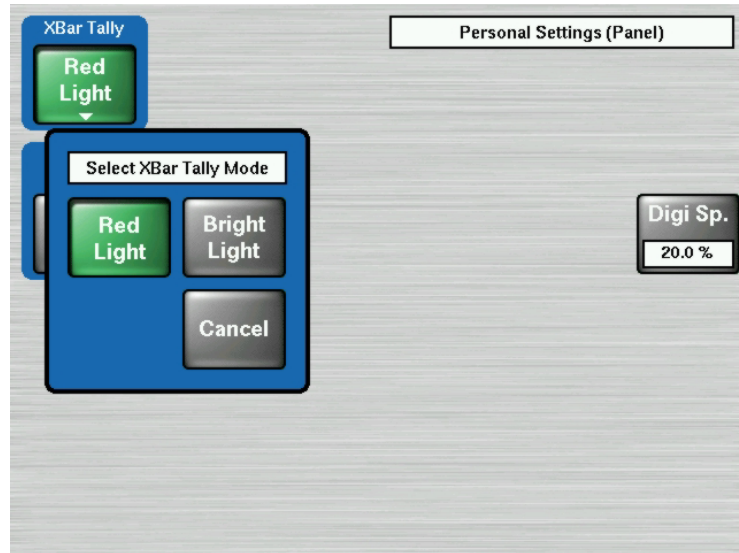 XBar Tally
Personal Settings (Panel)
Red
Light
Select XBar Tally Mode
Red
Light
Bright
Light
Cancel
Digi Sp.
20.0 %